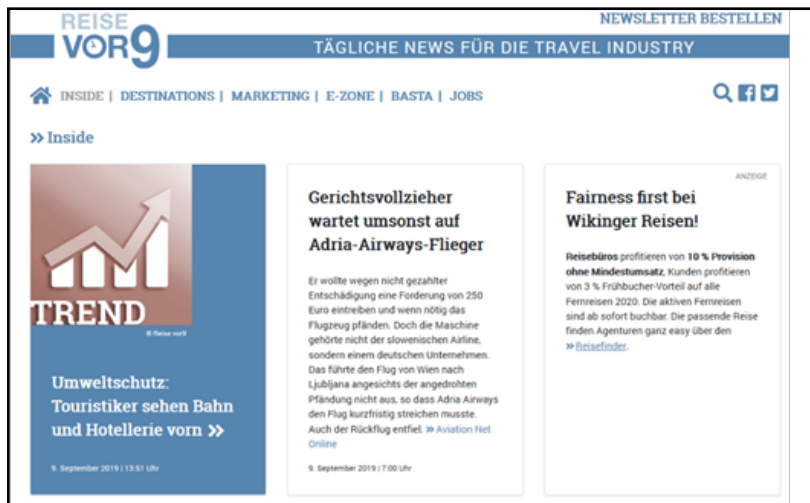 REISE
VOR9
NEWSLETTER BESTELLEN
TÄGLICHE NEWS FÜR DIE TRAVEL INDUSTRY
INSIDE | DESTINATIONS | MARKETING | E-ZONE | BASTA | JOBS
» Inside
TREND
© Reise vor9
Umweltschutz:
Touristiker sehen Bahn
und Hotellerie vorn »
9. September 2019 | 13:51 Uhr
Gerichtsvollzieher
wartet umsonst auf
Adria-Airways-Flieger
Er wollte wegen nicht gezahlter
Entschädigung eine Forderung von 250
Euro eintreiben und wenn nötig das
Flugzeug pfänden. Doch die Maschine
gehörte nicht der slowenischen Airline,
sondern einem deutschen Unternehmen.
Das führte den Flug von Wien nach
Ljubljana angesichts der angedrohten
Pfändung nicht aus, so dass Adria Airways
den Flug kurzfristig streichen musste.
Auch der Rückflug entfiel. » Aviation Net
Online
9. September 2019 | 7:00 Uhr
ANZEIGE
Fairness first bei
Wikinger Reisen!
Reisebüros profitieren von 10 % Provision
ohne Mindestumsatz. Kunden profitieren
von 3 % Frühbucher-Vorteil auf alle
Fernreisen 2020. Die aktiven Fernreisen
sind ab sofort buchbar. Die passende Reise
finden Agenturen ganz easy über den
» Reisefinder.